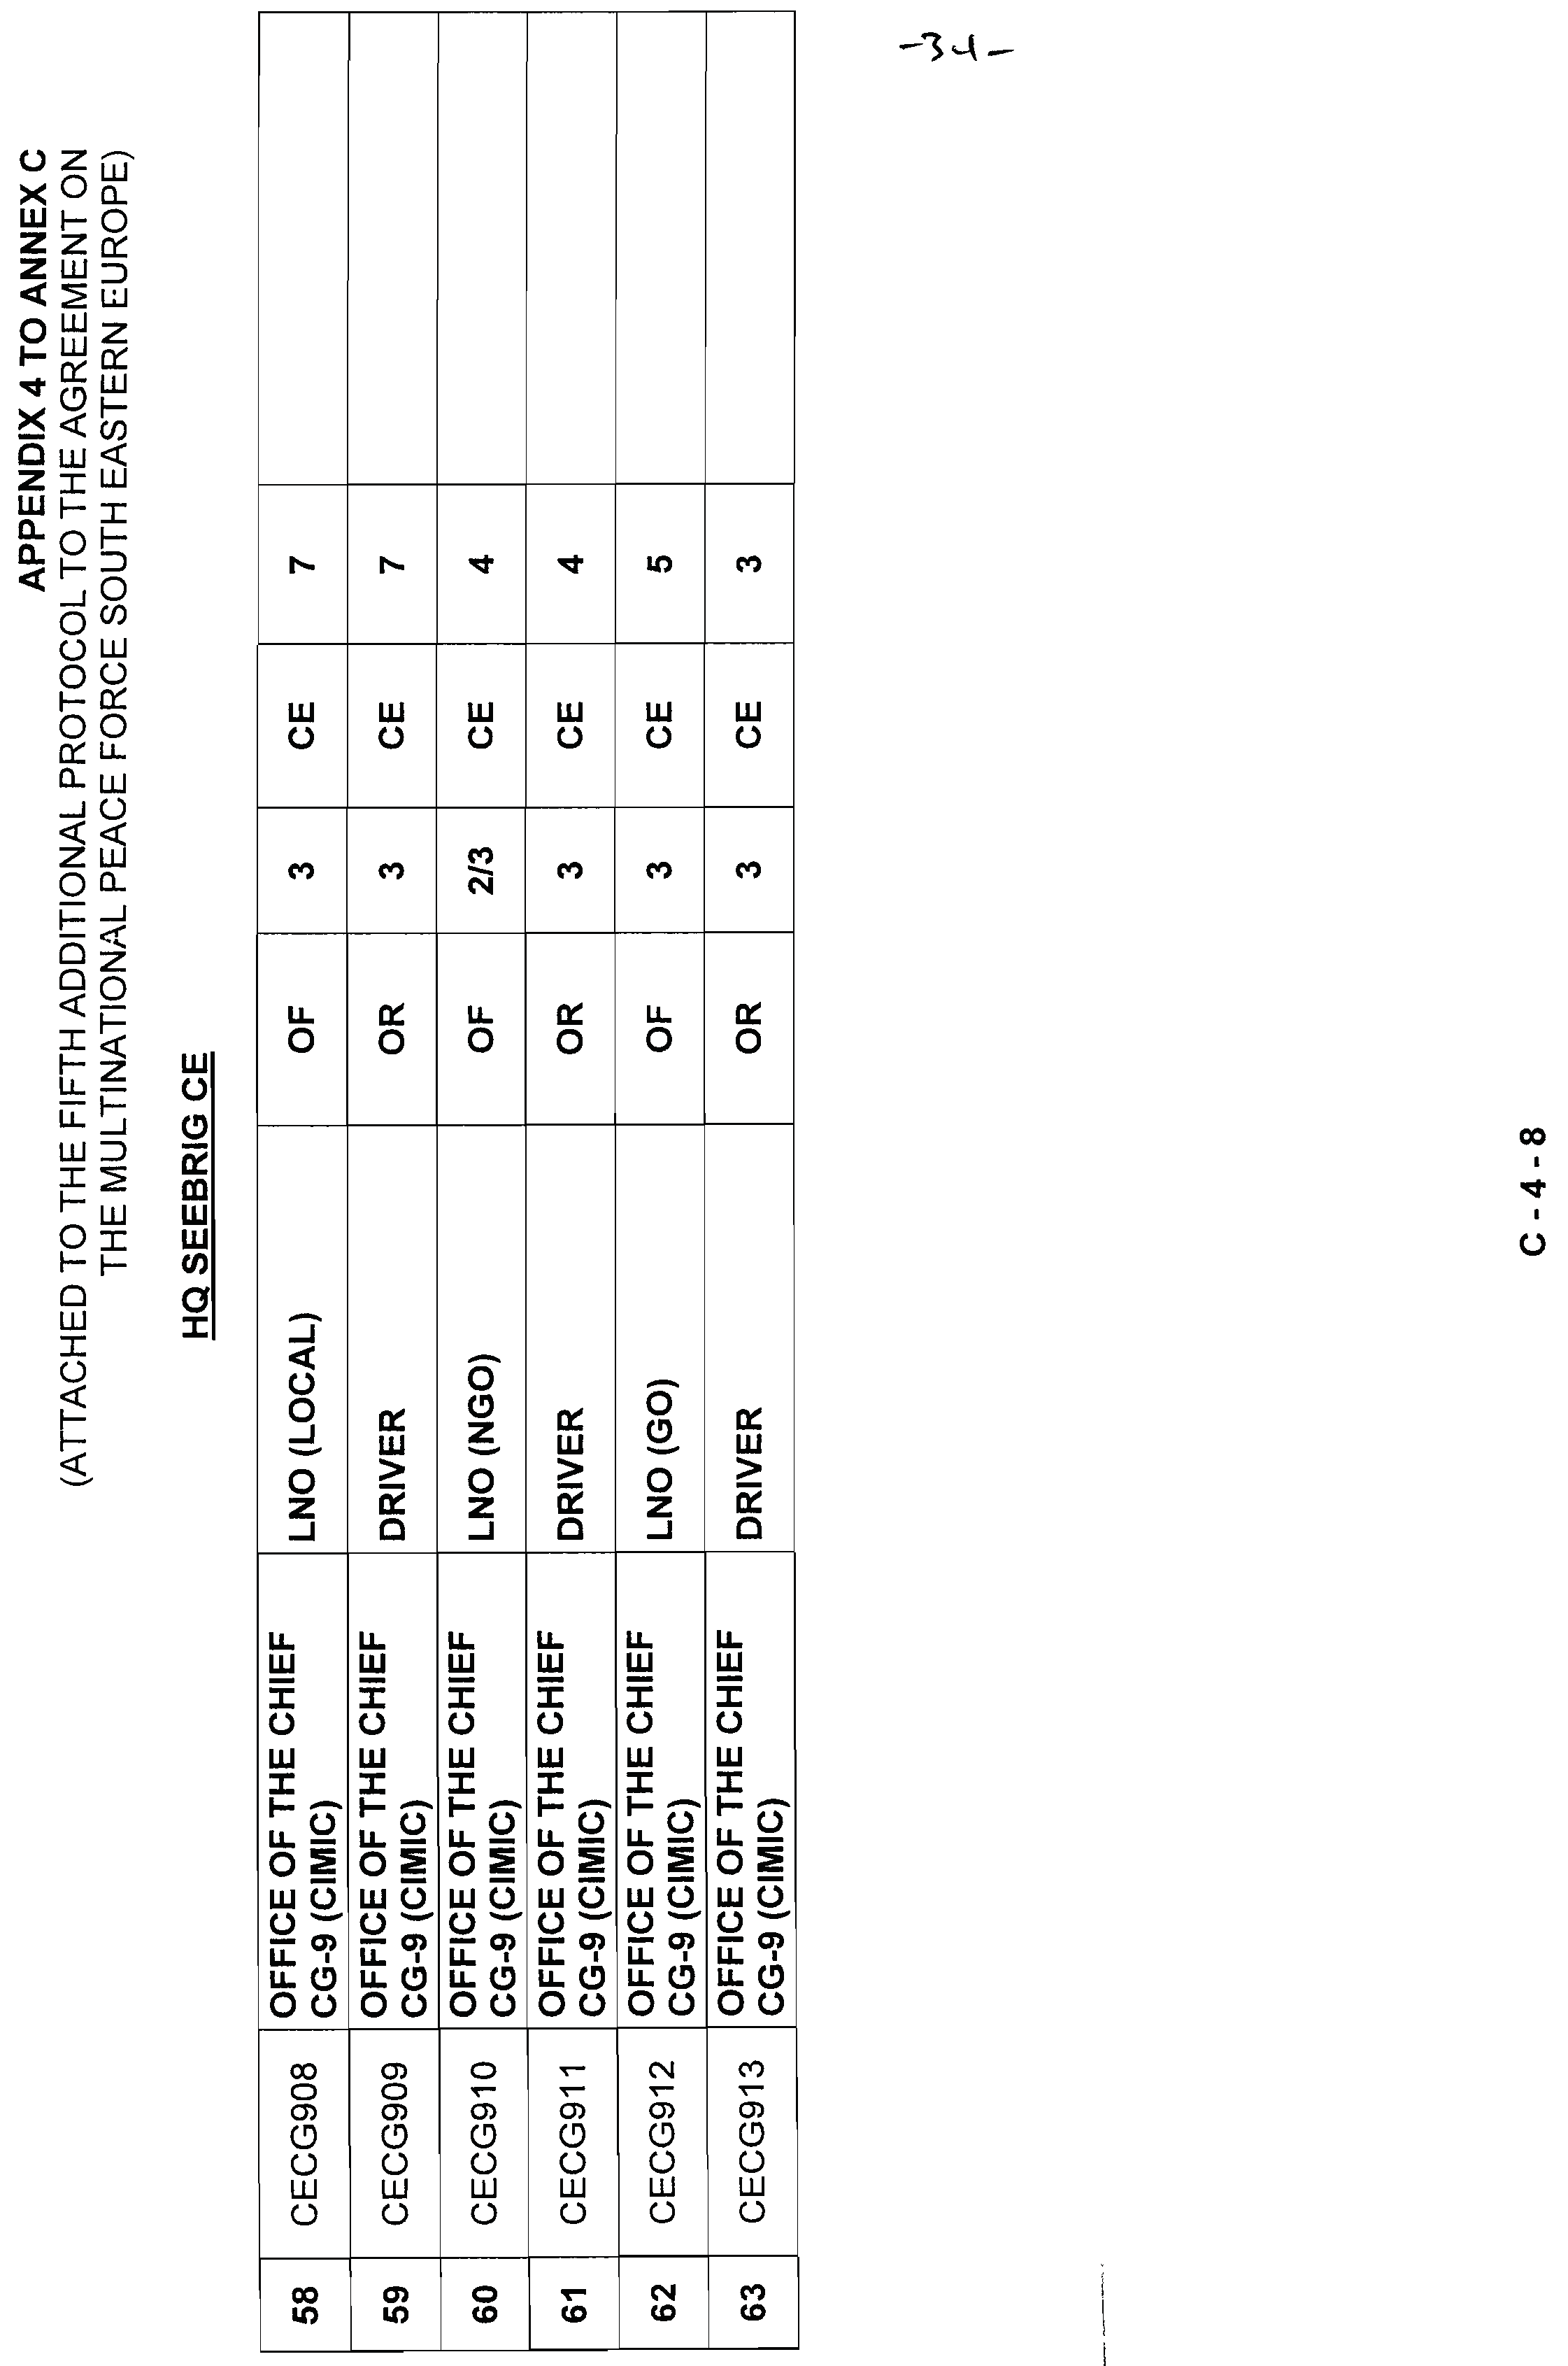 APPENDIX 4 TO ANNEX C
(ATTACHED TO THE FIFTH ADDITIONAL PROTOCOL TO THE AGREEMENT ON
THE MULTINATIONAL PEACE FORCE SOUTH EASTERN EUROPE)
HQ SEEBRIG CE
58 CECG908 OFFICE OF THE CHIEF LNO (LOCAL) OF 3 CE 7
CG-9 (CIMIC)
59 CECG909 OFFICE OF THE CHIEF DRIVER OR 3 CE 7
CG-9 (CIMIC)
60 CECG910 OFFICE OF THE CHIEF LNO (NGO) OF 2/3 CE 4
CG-9 (CIMIC)
61 CECG911 OFFICE OF THE CHIEF DRIVER OR 3 CE 4
CG-9 (CIMIC)
62 CECG912 OFFICE OF THE CHIEF LNO (GO) OF 3 CE 5
CG-9 (CIMIC)
63 CECG913 OFFICE OF THE CHIEF DRIVER OR 3 CE 3
CG-9 (CIMIC)
-34-
C - 4 - 8